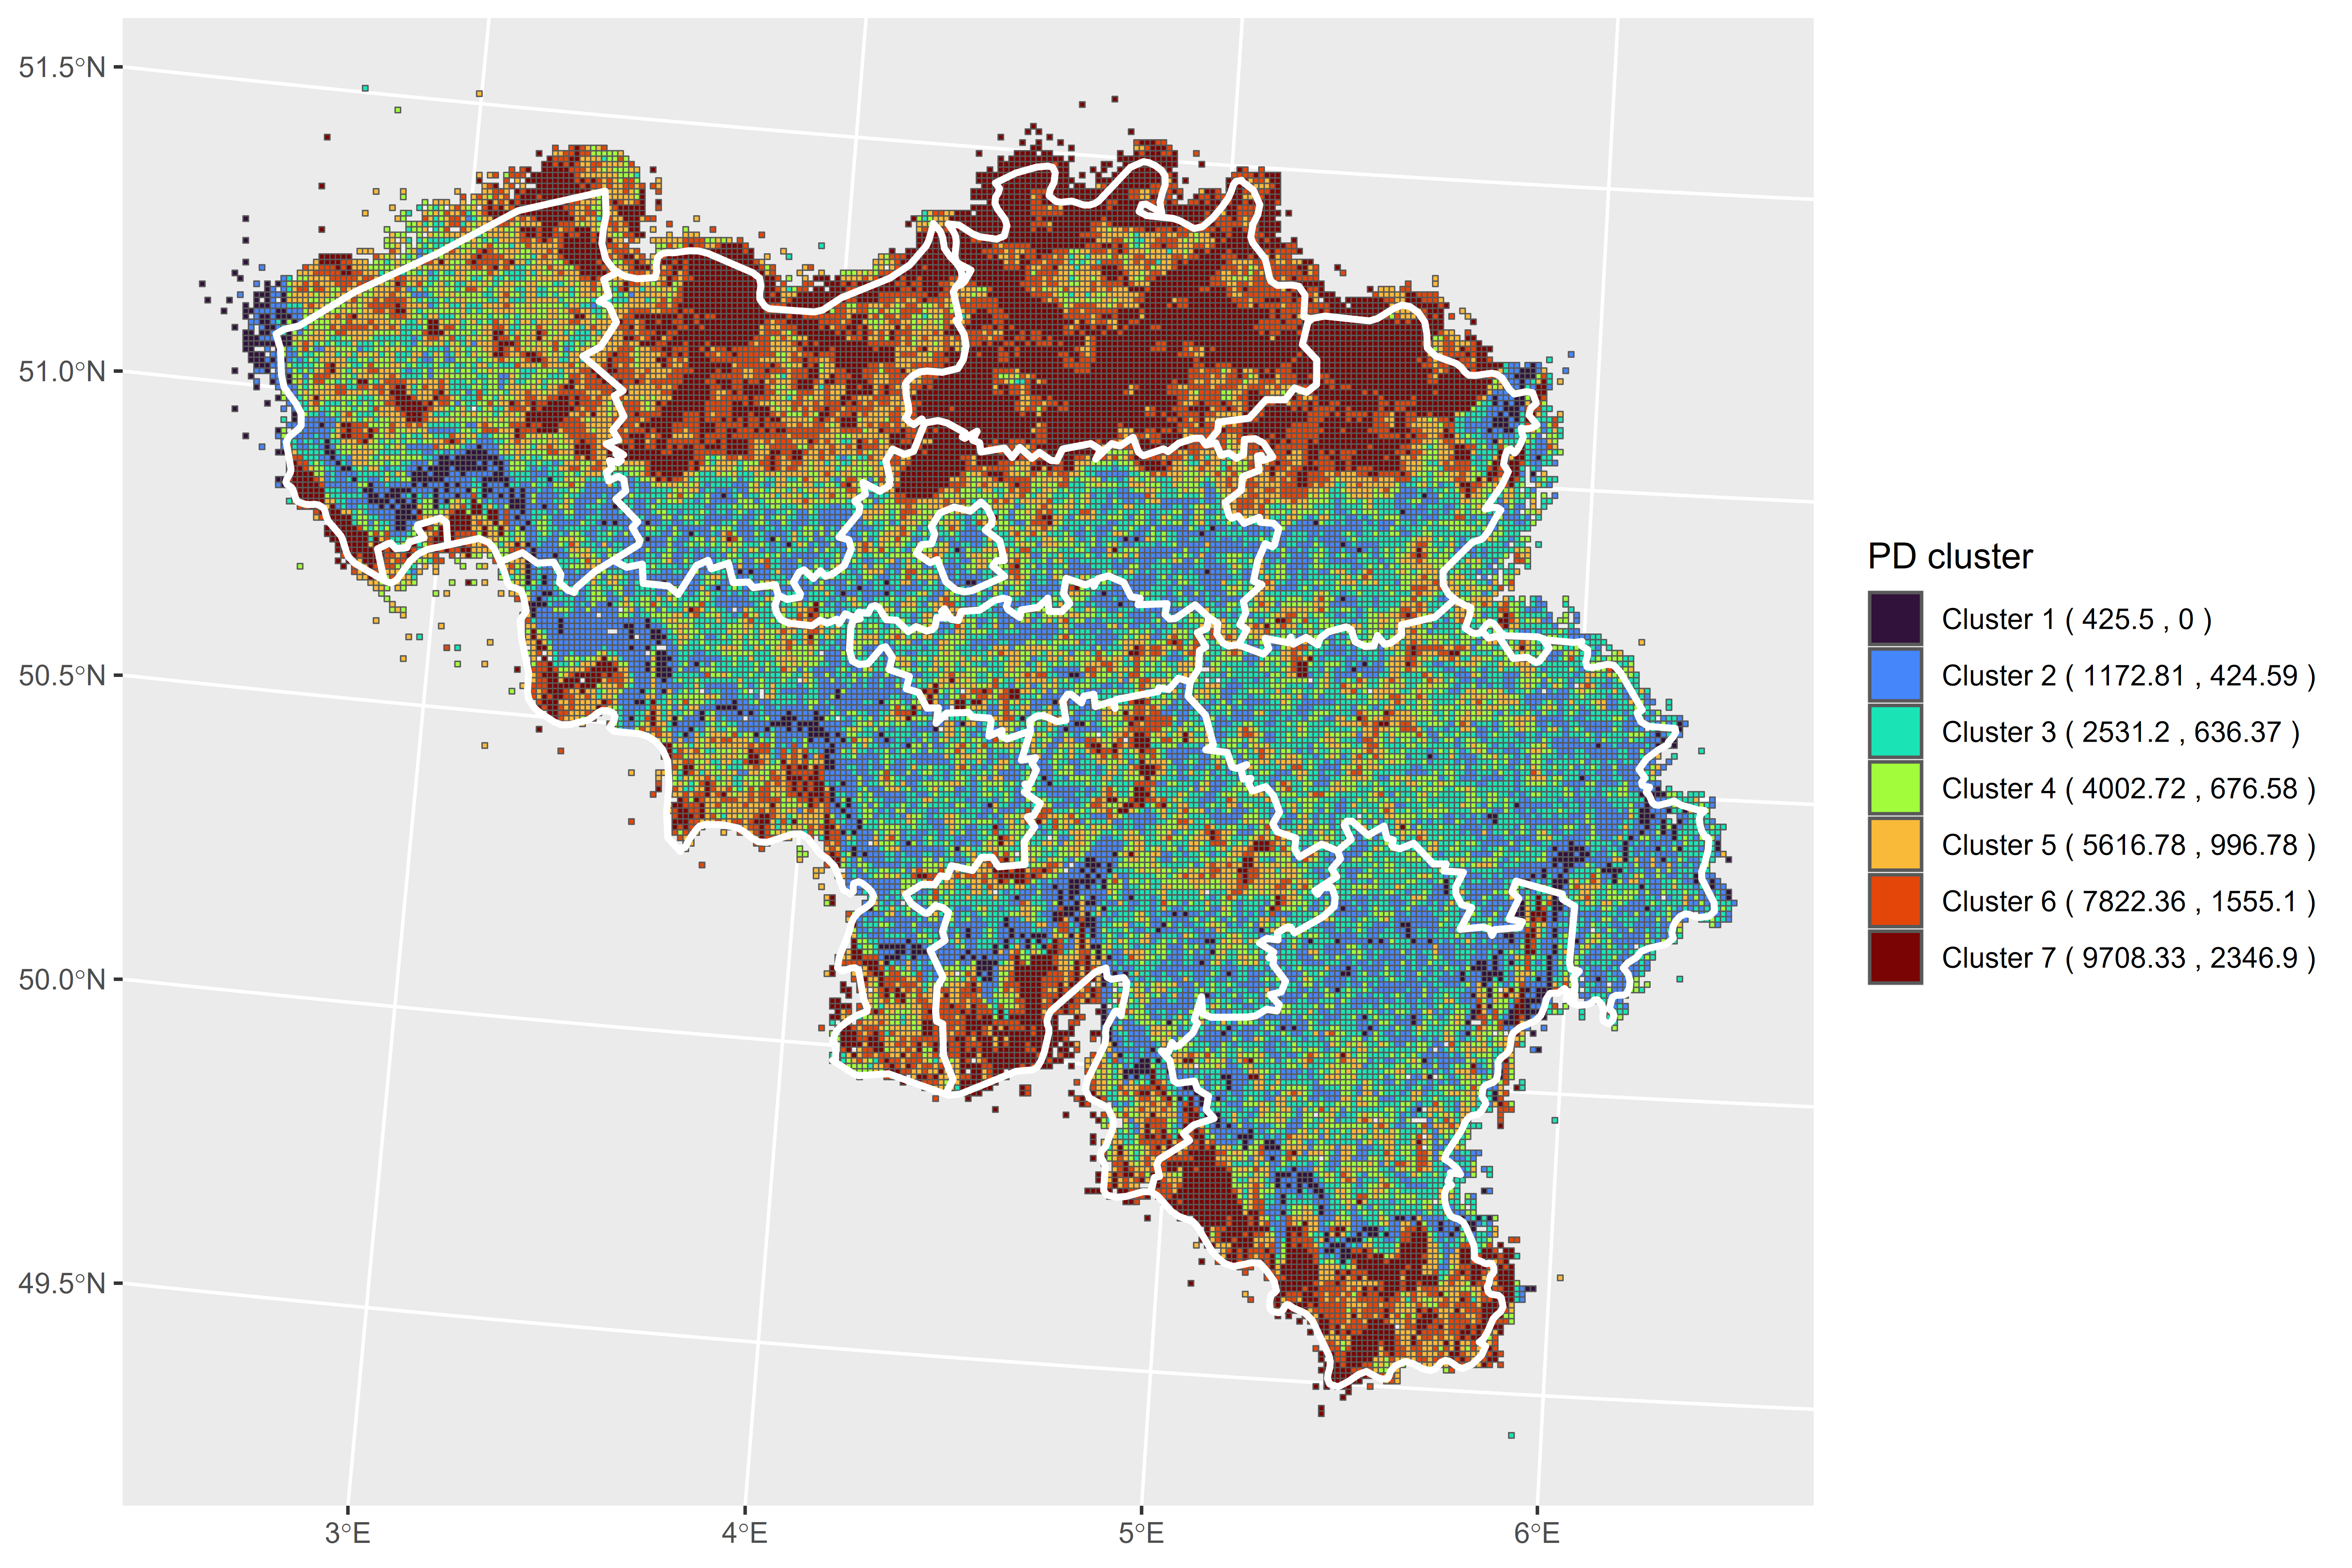 51.5°N
51.0°N
50.5°N
50.0°N
49.5°N
3°E
4°E
5°E
6°E
PD cluster
Cluster 1 ( 425.5 , 0 )
Cluster 2 ( 1172.81 , 424.59 )
Cluster 3 ( 2531.2 , 636.37 )
Cluster 4 ( 4002.72 , 676.58 )
Cluster 5 ( 5616.78 , 996.78 )
Cluster 6 ( 7822.36 , 1555.1 )
Cluster 7 ( 9708.33 , 2346.9 )